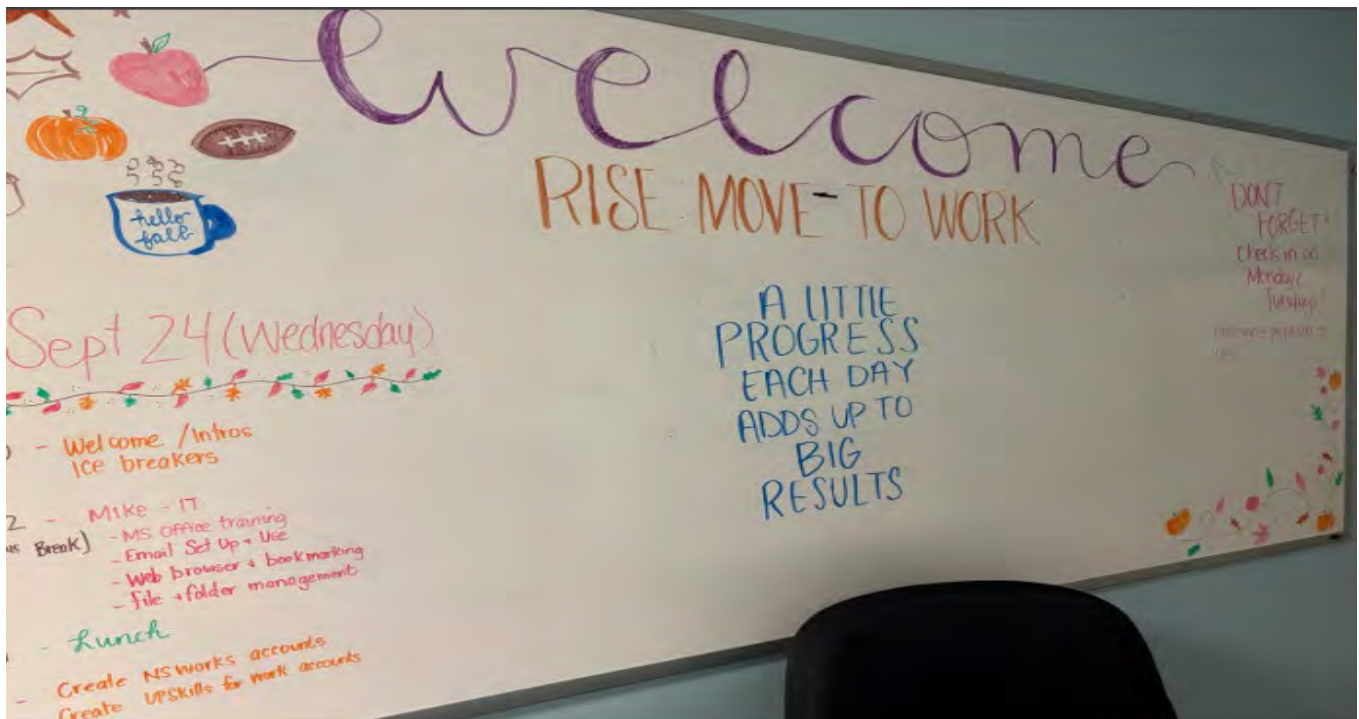 welcome
RISE MOVE-TO WORK
hello
fall
Sept 24 (Wednesday)
- Welcome /Intros
Ice breakers
2 - Mike - IT
Break) - MS Office training
- Email Set Up + Use
- Web browser + bookmarking
- file + folder management
- Lunch
- Create NSworks accounts
Create UPSkills for work accounts
A LITTLE
PROGRESS
EACH DAY
ADDS UP TO
BIG
RESULTS
DON'T
FORGET!
Check in on
Monday/
Tuesday!